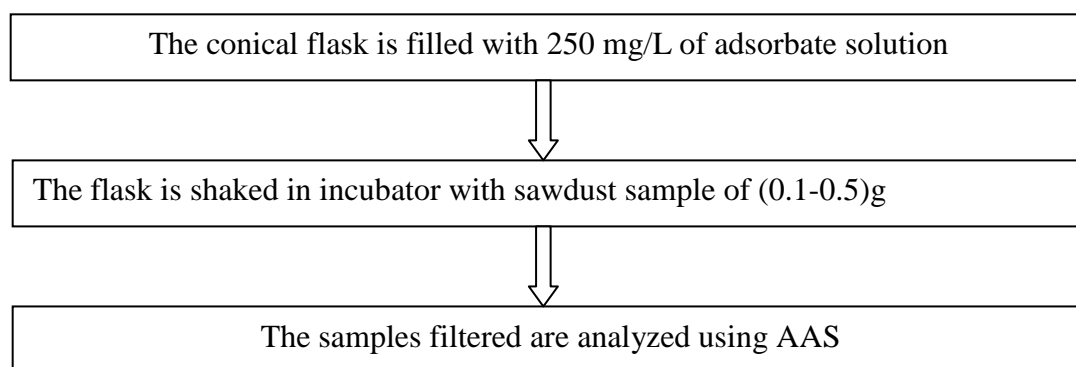 The conical flask is filled with 250 mg/L of adsorbate solution
The flask is shaked in incubator with sawdust sample of (0.1-0.5)g
The samples filtered are analyzed using AAS